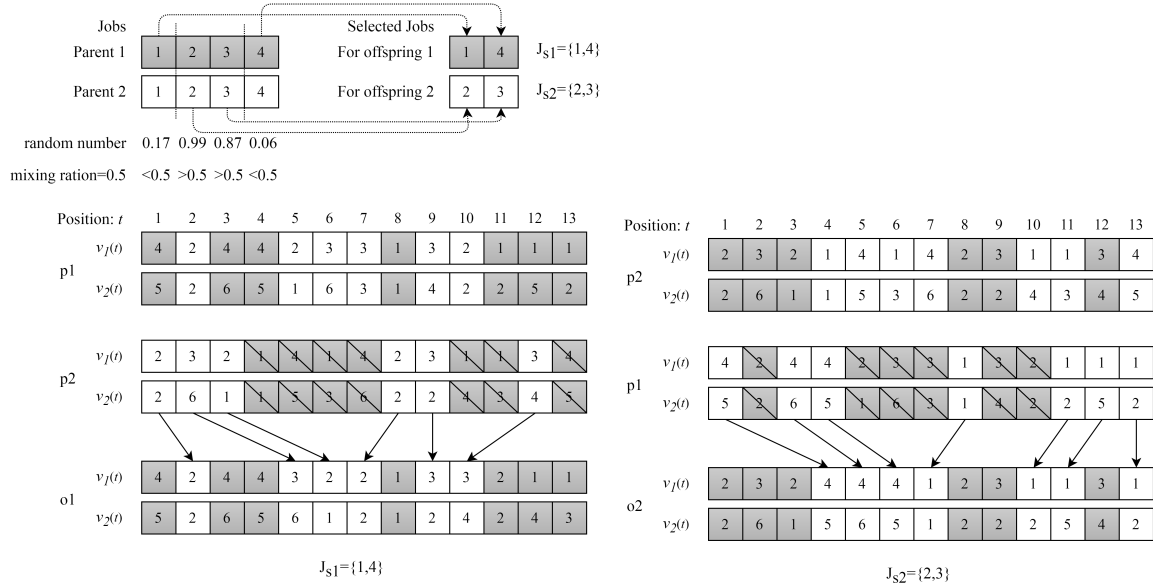 Jobs Selected Jobs
Parent 1 1 2 3 4 For offspring 1 1 4 JS1={1,4}
Parent 2 1 2 3 4 For offspring 2 2 3 JS2={2,3}
random number 0.17 0.99 0.87 0.06
mixing ration=0.5 <0.5 >0.5 >0.5 <0.5
Position: t 1 2 3 4 5 6 7 8 9 10 11 12 13
v1(t) 4 2 4 4 2 3 3 1 3 2 1 1 1
p1
v2(t) 5 2 6 5 1 6 3 1 4 2 2 5 2
v1(t) 2 3 2 1 4 1 4 2 3 1 1 3 4
p2
v2(t) 2 6 1 1 5 3 6 2 2 4 3 4 5
v1(t) 4 2 4 4 3 2 2 1 3 3 2 1 1
o1
v2(t) 5 2 6 5 6 1 2 1 2 4 2 4 3
JS1={1,4}
Position: t 1 2 3 4 5 6 7 8 9 10 11 12 13
v1(t) 2 3 2 1 4 1 4 2 3 1 1 3 4
p2
v2(t) 2 6 1 1 5 3 6 2 2 4 3 4 5
v1(t) 4 2 4 4 2 3 3 1 3 2 1 1 1
p1
v2(t) 5 2 6 5 1 6 3 1 4 2 2 5 2
v1(t) 2 3 2 4 4 4 1 2 3 1 1 3 1
o2
v2(t) 2 6 1 5 6 5 1 2 2 2 5 4 2
JS2={2,3}